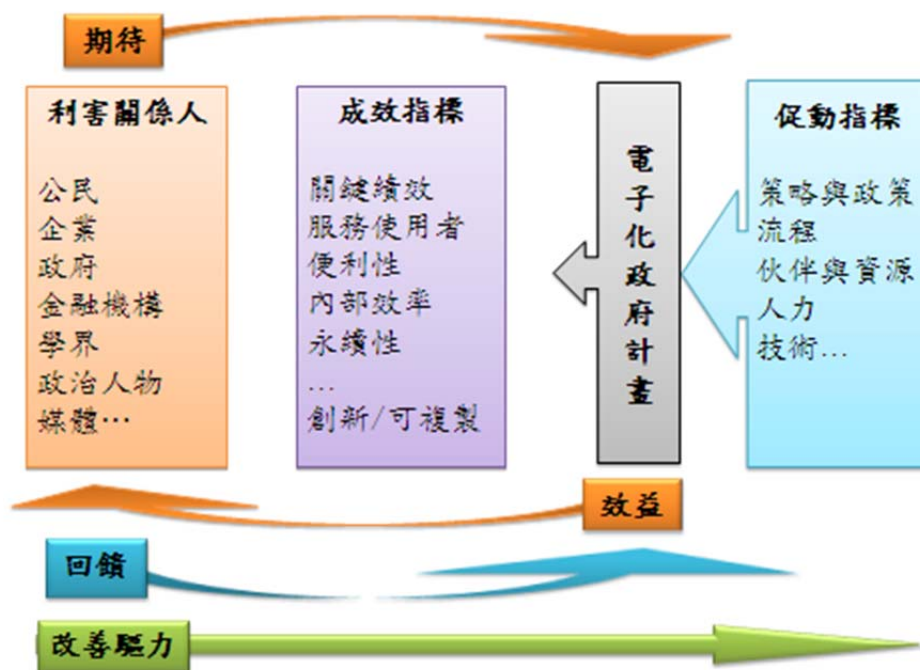 期待
利害關係人
公民
企業
政府
金融機構
學界
政治人物
媒體…
成效指標
關鍵績效
服務使用者
便利性
內部效率
永續性
...
創新/可複製
電子化政府計畫
促動指標
策略與政策
流程
伙伴與資源
人力
技術…
效益
回饋
改善驅力